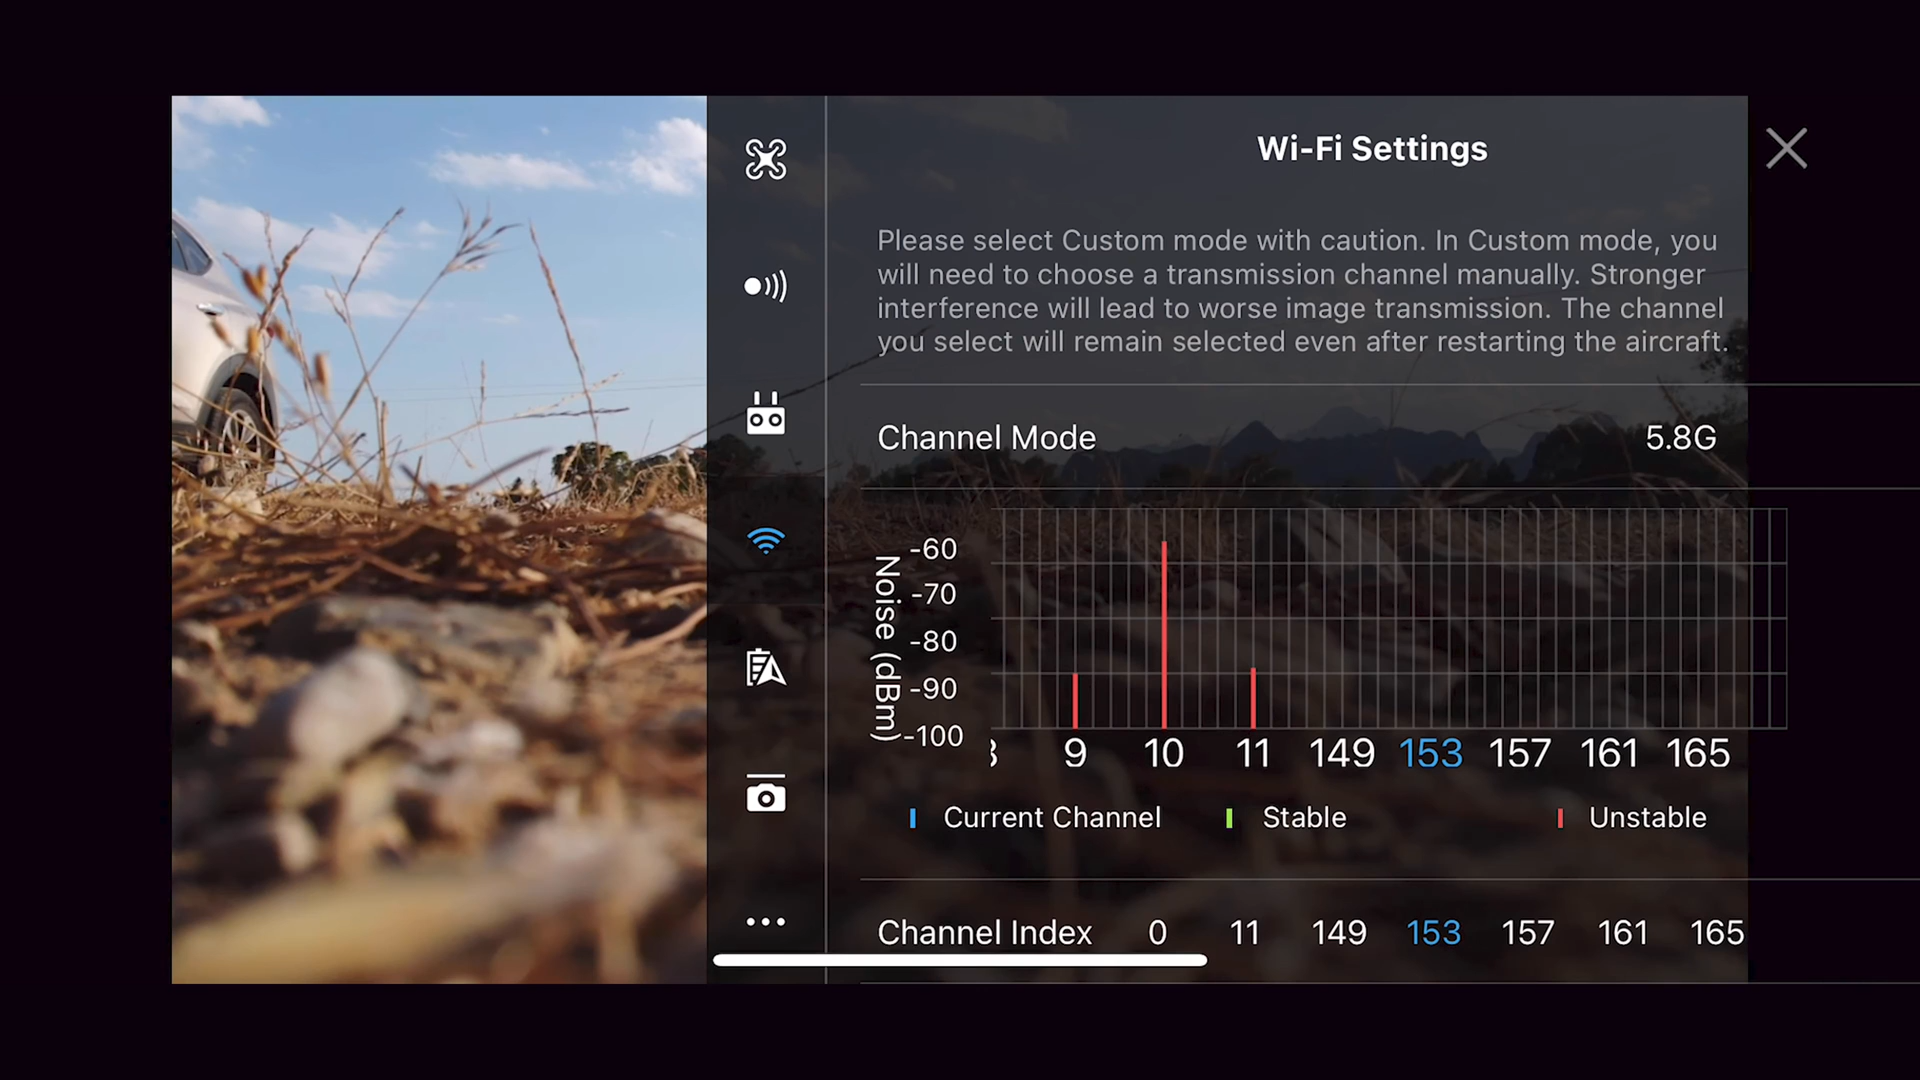 Wi-Fi Settings
Please select Custom mode with caution. In Custom mode, you
will need to choose a transmission channel manually. Stronger
interference will lead to worse image transmission. The channel
you select will remain selected even after restarting the aircraft.
Channel Mode 5.8G
Noise (dBm)
-60
-70
-80
-90
-100
9 10 11 149 153 157 161 165
Current Channel Stable Unstable
Channel Index 0 11 149 153 157 161 165